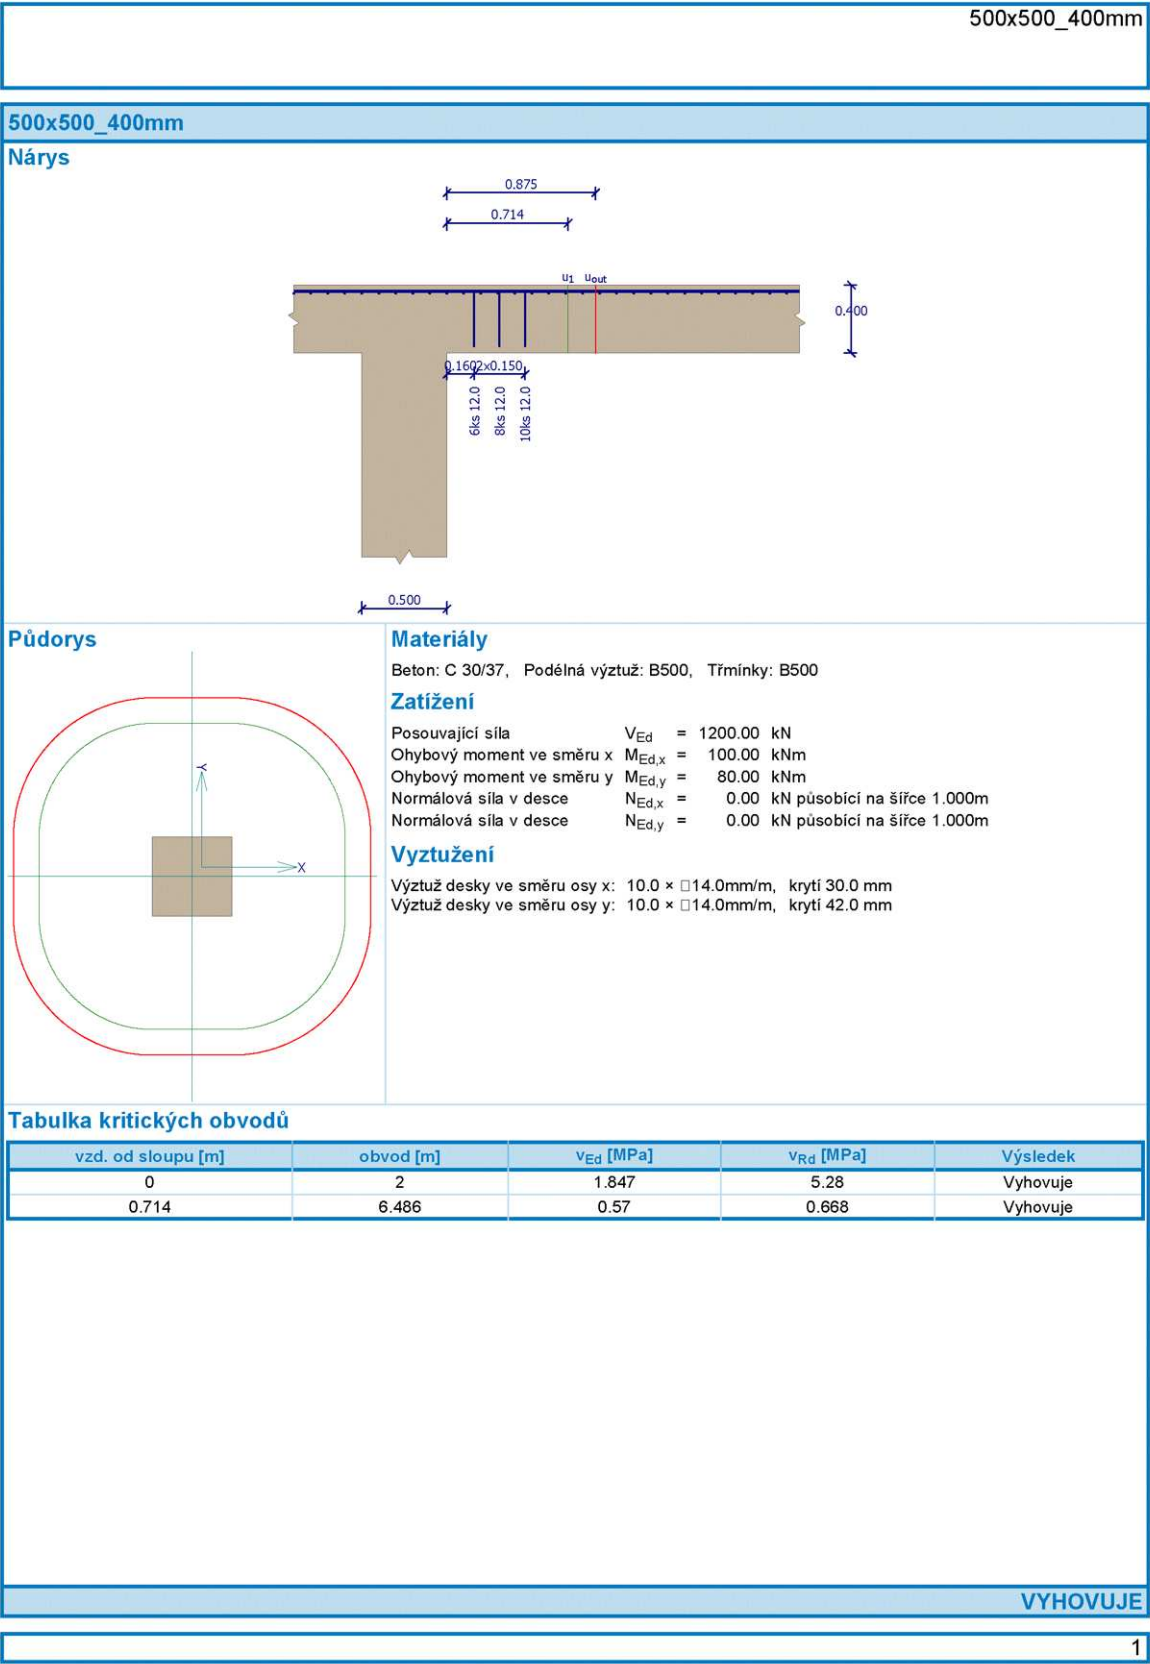 500x500_400mm
500x500_400mm
Nárys
0.875
0.714
u1 uout
0.400
0.1602x0.150
6ks 12.0
8ks 12.0
10ks 12.0
0.500
Půdorys
Y
X
Materiály
Beton: C 30/37, Podélná výztuž: B500, Třmínky: B500
Zatížení
Posouvající síla VEd = 1200.00 kN
Ohybový moment ve směru x MEd,x = 100.00 kNm
Ohybový moment ve směru y MEd,y = 80.00 kNm
Normálová síla v desce NEd,x = 0.00 kN působící na šířce 1.000m
Normálová síla v desce NEd,y = 0.00 kN působící na šířce 1.000m
Vyztužení
Výztuž desky ve směru osy x: 10.0 × □14.0mm/m, krytí 30.0 mm
Výztuž desky ve směru osy y: 10.0 × □14.0mm/m, krytí 42.0 mm
Tabulka kritických obvodů
vzd. od sloupu [m] obvod [m] vEd [MPa] vRd [MPa] Výsledek
0 2 1.847 5.28 Vyhovuje
0.714 6.486 0.57 0.668 Vyhovuje
VYHOVUJE
1